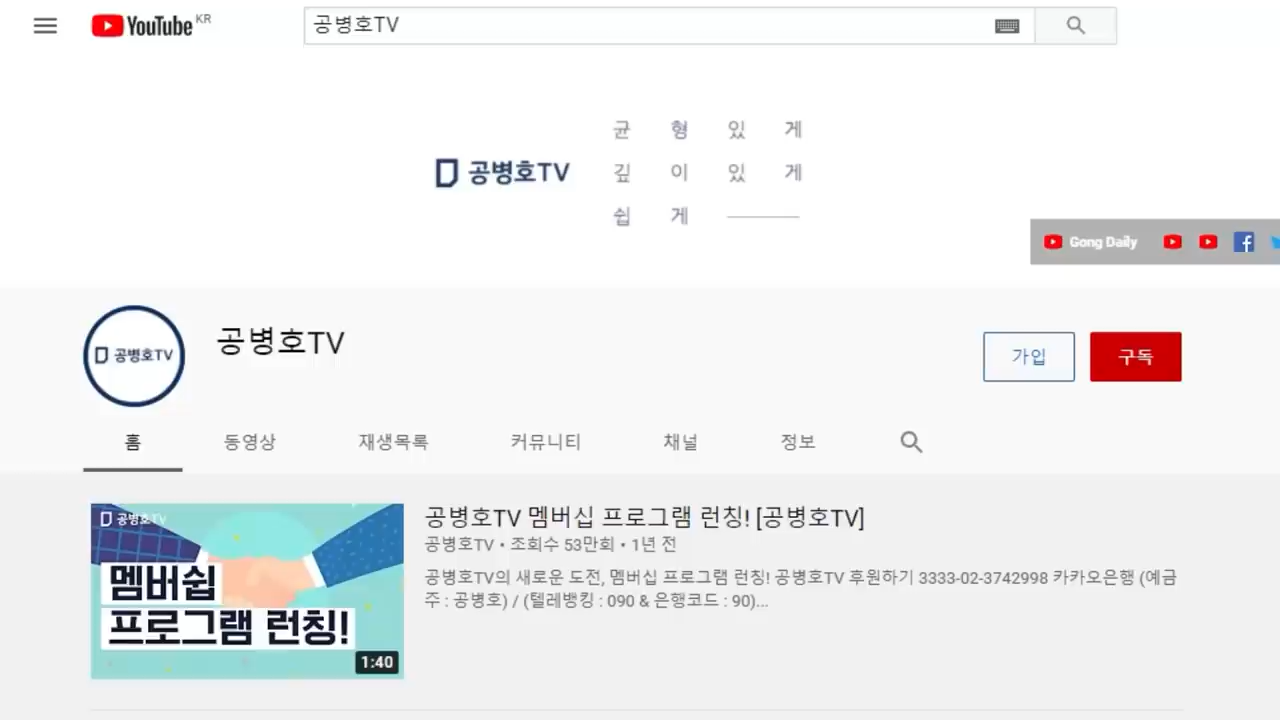 YouTube KR
공병호TV
균 형 있 게
공병호TV
깊 이 있 게
쉽 게
Gong Daily
공병호TV
공병호TV
가입
구독
홈
동영상
재생목록
커뮤니티
채널
정보
공병호TV
멤버쉽
프로그램 런칭!
1:40
공병호TV 멤버십 프로그램 런칭! [공병호TV]
공병호TV • 조회수 53만회 • 1년 전
공병호TV의 새로운 도전, 멤버십 프로그램 런칭! 공병호TV 후원하기 3333-02-3742998 카카오은행 (예금
주 : 공병호) / (텔레뱅킹 : 090 & 은행코드 : 90)...